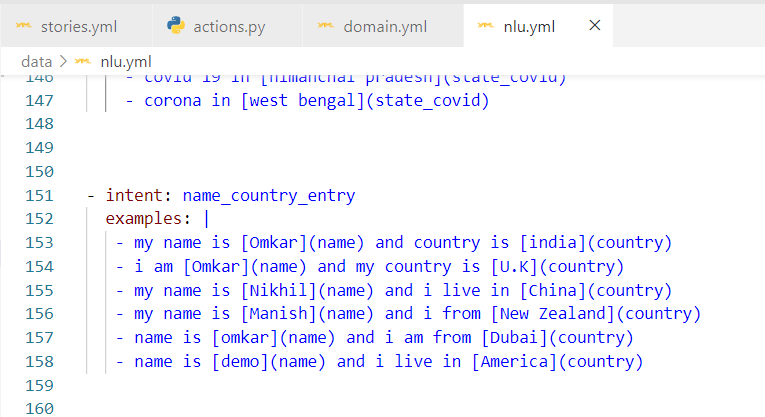 stories.yml actions.py domain.yml nlu.yml ×
data > nlu.yml
146 - covid 19 in [himanchal pradesh](state_covid)
147 - corona in [west bengal](state_covid)
148
149
150
151 - intent: name_country_entry
152 examples: |
153 - my name is [Omkar](name) and country is [india](country)
154 - i am [Omkar](name) and my country is [U.K](country)
155 - my name is [Nikhil](name) and i live in [China](country)
156 - my name is [Manish](name) and i from [New Zealand](country)
157 - name is [omkar](name) and i am from [Dubai](country)
158 - name is [demo](name) and i live in [America](country)
159
160